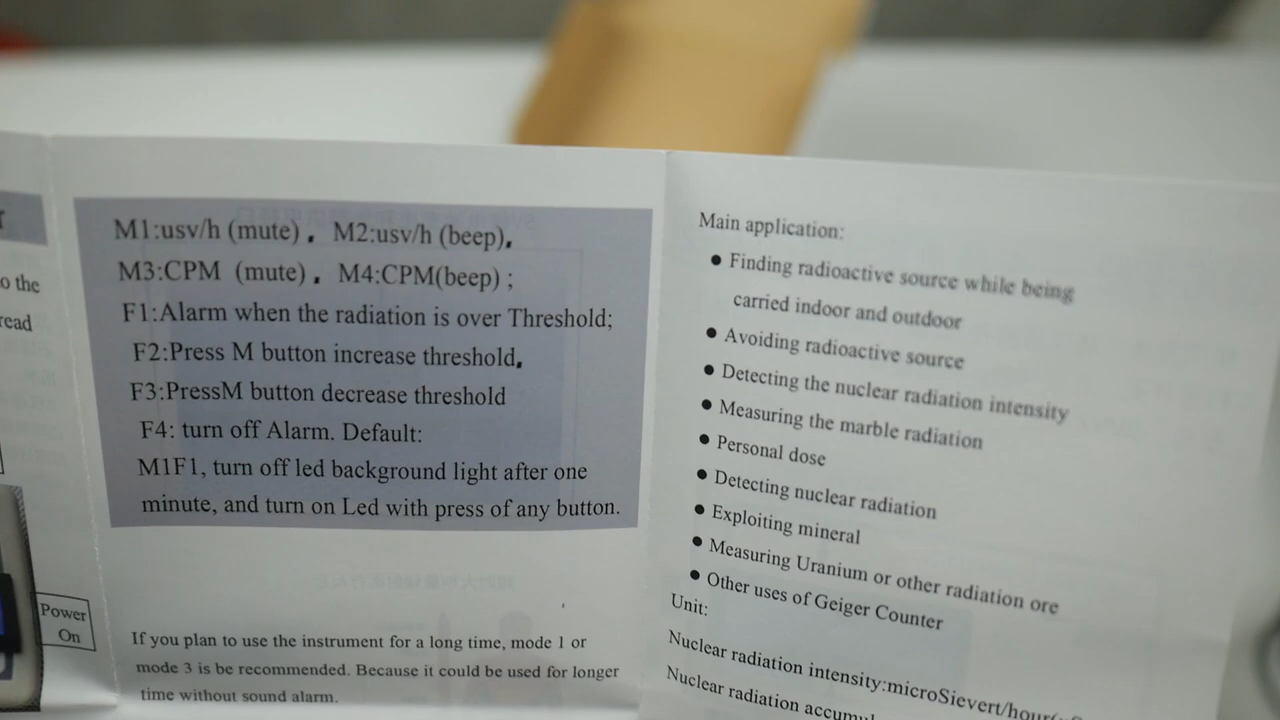 o the
read
Power
On
M1:usv/h (mute) . M2:usv/h (beep).
M3:CPM (mute) . M4:CPM(beep) ;
F1:Alarm when the radiation is over Threshold;
F2:Press M button increase threshold.
F3:PressM button decrease threshold
F4: turn off Alarm. Default:
M1F1, turn off led background light after one
minute, and turn on Led with press of any button.
If you plan to use the instrument for a long time, mode 1 or
mode 3 is be recommended. Because it could be used for longer
time without sound alarm.
Main application:
● Finding radioactive source while being
carried indoor and outdoor
● Avoiding radioactive source
● Detecting the nuclear radiation intensity
● Measuring the marble radiation
● Personal dose
● Detecting nuclear radiation
● Exploiting mineral
● Measuring Uranium or other radiation ore
● Other uses of Geiger Counter
Unit:
Nuclear radiation intensity:microSievert/hour(
Nuclear radiation accumul